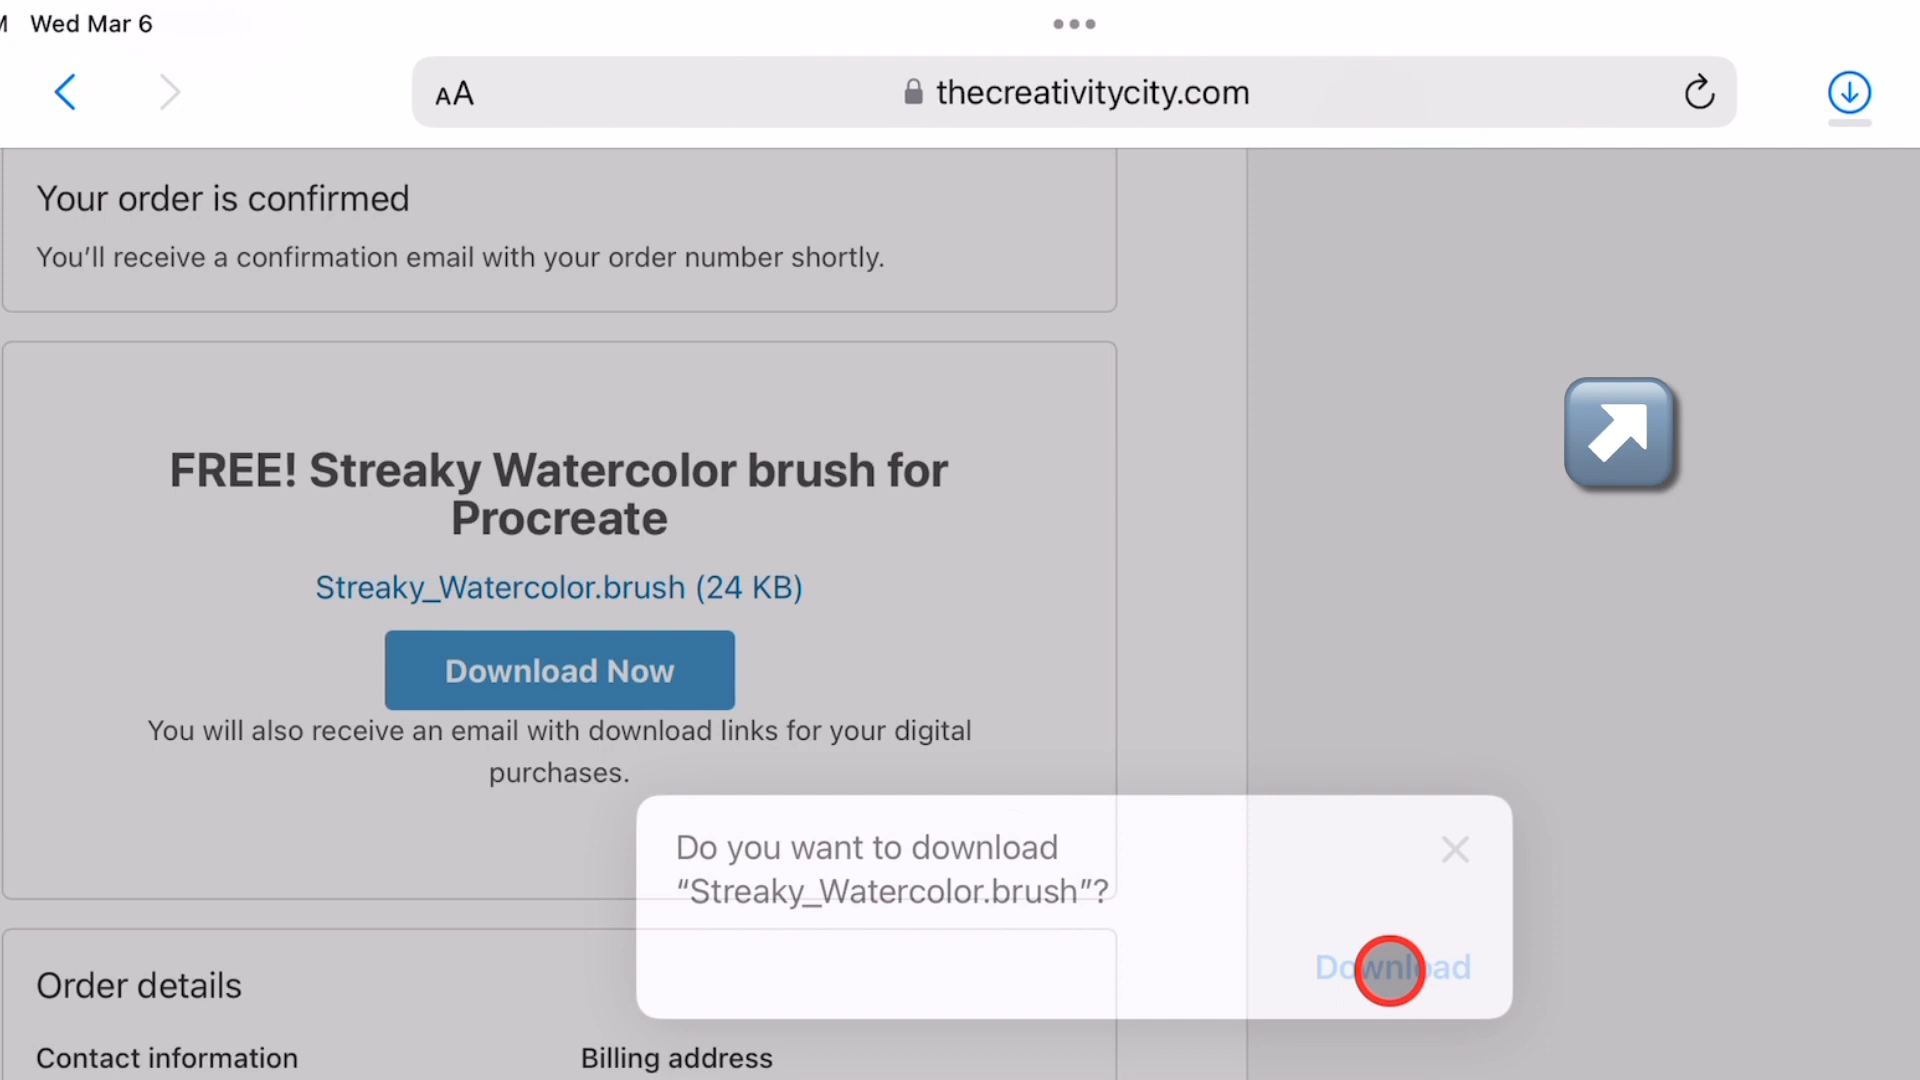 Wed Mar 6
AA
thecreativitycity.com
Your order is confirmed
You'll receive a confirmation email with your order number shortly.
FREE! Streaky Watercolor brush for
Procreate
Streaky_Watercolor.brush (24 KB)
Download Now
You will also receive an email with download links for your digital
purchases.
Do you want to download
“Streaky_Watercolor.brush”?
Download
Order details
Contact information
Billing address